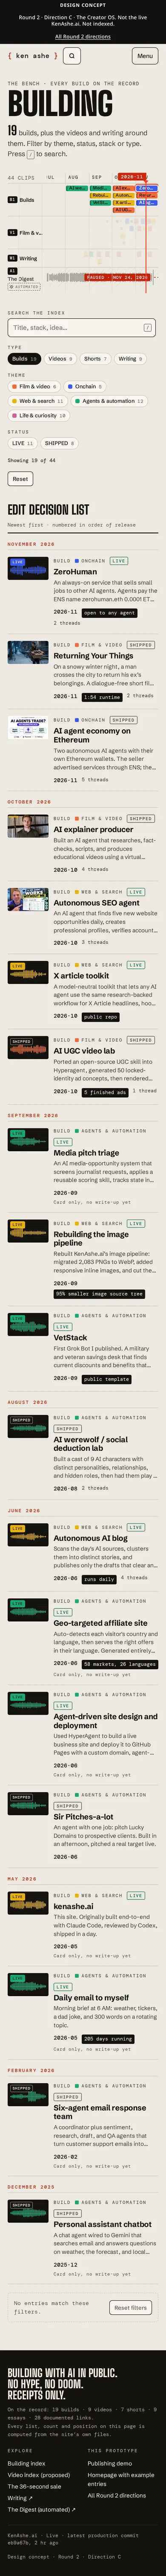 DESIGN CONCEPT
Round 2 · Direction C · The Creator OS. Not the live
KenAshe.ai. Not indexed.
All Round 2 directions
{ ken ashe }
Menu
THE BENCH · EVERY BUILD ON THE RECORD
BUILDING
19 builds, plus the videos and writing
around them. Filter by theme, status, stack or type.
Press / to search.
44 CLIPS
AUG
SEP
2026-11
Builds
Film & v…
Writing
The Digest
AUTOMATED
PAUSED
NOV 24, 2026
SEARCH THE INDEX
Title, stack, idea...
/
TYPE
Builds 19
Videos 9
Shorts 7
Writing 9
THEME
Film & video
Onchain
Web & search 11
Agents & automation 12
Life & curiosity 10
STATUS
LIVE 11
SHIPPED 8
Showing 19 of 44
Reset
EDIT DECISION LIST
Newest first · numbered in order of release
NOVEMBER 2026
BUILD ONCHAIN LIVE
ZeroHuman
An always-on agent that sells small
jobs to other AI agents. Agents pay the
ENS name zerohuman.eth 0.0001 ET…
2026-11 open to any agent
2 threads
BUILD FILM & VIDEO SHIPPED
Returning Your Things
On a snowy winter night, a man
crosses the city to return his ex's
belongings. A dialogue-free short fil…
2026-11 1:54 runtime 2 threads
BUILD ONCHAIN SHIPPED
AI agent economy on
Ethereum
Two autonomous AI agents with their
own Ethereum wallets. The seller
advertised services through ENS; the…
2026-11 5 threads
OCTOBER 2026
BUILD FILM & VIDEO SHIPPED
AI explainer producer
Built an AI agent that researches, fact-
checks, scripts, and produces
educational videos using a virtual…
2026-10 4 threads
BUILD WEB & SEARCH LIVE
Autonomous SEO agent
An AI agent that finds five new website
opportunities daily, creates
professional profiles, verifies account…
2026-10 3 threads
BUILD WEB & SEARCH LIVE
X article toolkit
A model-neutral toolkit that lets any AI
agent use the same research-backed
workflow for X Article headlines, hoo…
2026-10 public repo
BUILD FILM & VIDEO SHIPPED
AI UGC video lab
Ported an open-source UGC skill into
Hyperagent, generated 50 locked-
identity ad concepts, then rendered…
2026-10 5 finished ads 1 thread
SEPTEMBER 2026
BUILD AGENTS & AUTOMATION
LIVE
Media pitch triage
An AI media-opportunity system that
screens journalist requests, applies a
reusable scoring skill, tracks state in…
2026-09
Card only, no write-up yet
BUILD WEB & SEARCH LIVE
Rebuilding the image
pipeline
Rebuilt KenAshe.ai's image pipeline:
migrated 2,083 PNGs to WebP, added
responsive inline images, and cut the…
2026-09
95% smaller image source tree
BUILD AGENTS & AUTOMATION
LIVE
VetStack
First Grok Bot I published. A military
and veteran savings desk that finds
current discounts and benefits that…
2026-09 public template
AUGUST 2026
BUILD AGENTS & AUTOMATION
SHIPPED
AI werewolf / social
deduction lab
Built a cast of 9 AI characters with
distinct personalities, relationships,
and hidden roles, then had them play…
2026-08 2 threads
JUNE 2026
BUILD WEB & SEARCH LIVE
Autonomous AI blog
Scans the day's AI sources, clusters
them into distinct stories, and
publishes only the drafts that clear an…
2026-06 runs daily 4 threads
BUILD AGENTS & AUTOMATION
LIVE
Geo-targeted affiliate site
Auto-detects each visitor's country and
language, then serves the right offers
in their language. Generated entirely…
2026-06 58 markets, 26 languages
Card only, no write-up yet
BUILD AGENTS & AUTOMATION
LIVE
Agent-driven site design and
deployment
Used HyperAgent to build a live
business site and deploy it to GitHub
Pages with a custom domain, agent-…
2026-06
Card only, no write-up yet
BUILD AGENTS & AUTOMATION
SHIPPED
Sir Pitches-a-lot
An agent with one job: pitch Lucky
Domains to prospective clients. Built in
an afternoon, pitched a real target live.
2026-06
MAY 2026
BUILD WEB & SEARCH LIVE
kenashe.ai
This site. Originally built end-to-end
with Claude Code, reviewed by Codex,
shipped in a day.
2026-05
Card only, no write-up yet
BUILD AGENTS & AUTOMATION
LIVE
Daily email to myself
Morning brief at 6 AM: weather, tickers,
a dad joke, and 300 words on a rotating
topic.
2026-05 205 days running
Card only, no write-up yet
FEBRUARY 2026
BUILD AGENTS & AUTOMATION
SHIPPED
Six-agent email response
team
A coordinator plus sentiment,
research, draft, and QA agents that
turn customer support emails into…
2026-02
Card only, no write-up yet
DECEMBER 2025
BUILD AGENTS & AUTOMATION
SHIPPED
Personal assistant chatbot
A chat agent wired to Gemini that
searches email and answers questions
on weather, the forecast, and local…
2025-12
Card only, no write-up yet
No entries match these
filters.
Reset filters
BUILDING WITH AI IN PUBLIC.
NO HYPE, NO DOOM.
RECEIPTS ONLY.
On the record: 19 builds · 9 videos · 7 shorts · 9
essays · 28 documented links.
Every list, count and position on this page is
computed from the site's own files.
EXPLORE
Building index
Video index (proposed)
The 36-second sale
Writing ↗
The Digest (automated) ↗
THIS PROTOTYPE
Publishing demo
Homepage with example
entries
All Round 2 directions
KenAshe.ai · Live · latest production commit
Design concept · Round 2 · Direction C